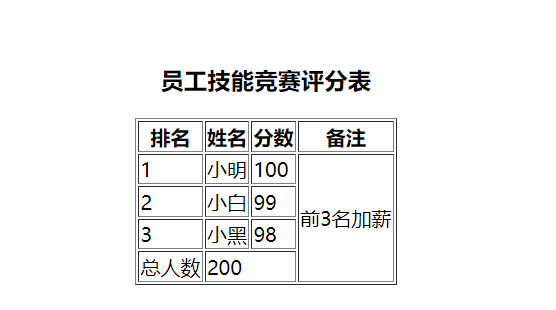 员工技能竞赛评分表
排名 姓名 分数 备注
1 小明 100
2 小白 99
前3名加薪
3 小黑 98
总人数 200